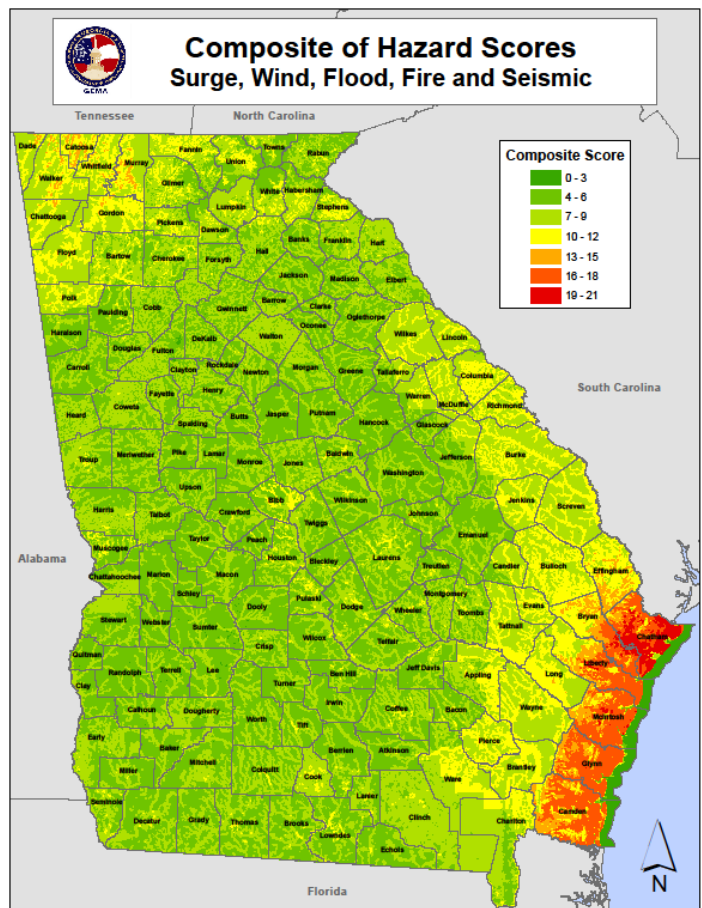 Composite of Hazard Scores
Surge, Wind, Flood, Fire and Seismic
GEMA
Tennessee
North Carolina
Composite Score
0 - 3
4 - 6
7 - 9
10 - 12
13 - 15
16 - 18
19 - 21
Dade
Catoosa
Whitfield
Murray
Fannin
Union
Towns
Rabun
Walker
Gilmer
White
Habersham
Lumpkin
Stephens
Chattooga
Gordon
Pickens
Dawson
Banks
Franklin
Hart
Floyd
Bartow
Cherokee
Forsyth
Hall
Jackson
Madison
Elbert
Polk
Paulding
Cobb
Gwinnett
Barrow
Clarke
Oconee
Oglethorpe
Wilkes
Lincoln
Haralson
Douglas
Fulton
DeKalb
Walton
Carroll
Clayton
Rockdale
Newton
Morgan
Greene
Taliaferro
Columbia
South Carolina
Fayette
Henry
Warren
McDuffie
Richmond
Heard
Coweta
Spalding
Butts
Jasper
Putnam
Hancock
Glascock
Troup
Meriwether
Pike
Lamar
Monroe
Jones
Baldwin
Washington
Jefferson
Burke
Upson
Bibb
Wilkinson
Jenkins
Screven
Harris
Talbot
Crawford
Twiggs
Johnson
Emanuel
Muscogee
Taylor
Peach
Houston
Bleckley
Laurens
Treutlen
Candler
Bulloch
Effingham
Alabama
Chattahoochee
Marion
Macon
Schley
Pulaski
Dodge
Wheeler
Montgomery
Toombs
Evans
Tattnall
Bryan
Stewart
Webster
Sumter
Dooly
Wilcox
Telfair
Chatham
Quitman
Crisp
Liberty
Randolph
Terrell
Lee
Ben Hill
Jeff Davis
Appling
Long
Clay
Turner
Irwin
Coffee
Bacon
Wayne
McIntosh
Calhoun
Dougherty
Worth
Tift
Early
Baker
Berrien
Atkinson
Pierce
Glynn
Miller
Mitchell
Colquitt
Cook
Ware
Brantley
Seminole
Lanier
Clinch
Charlton
Camden
Decatur
Grady
Thomas
Brooks
Lowndes
Echols
N
Florida